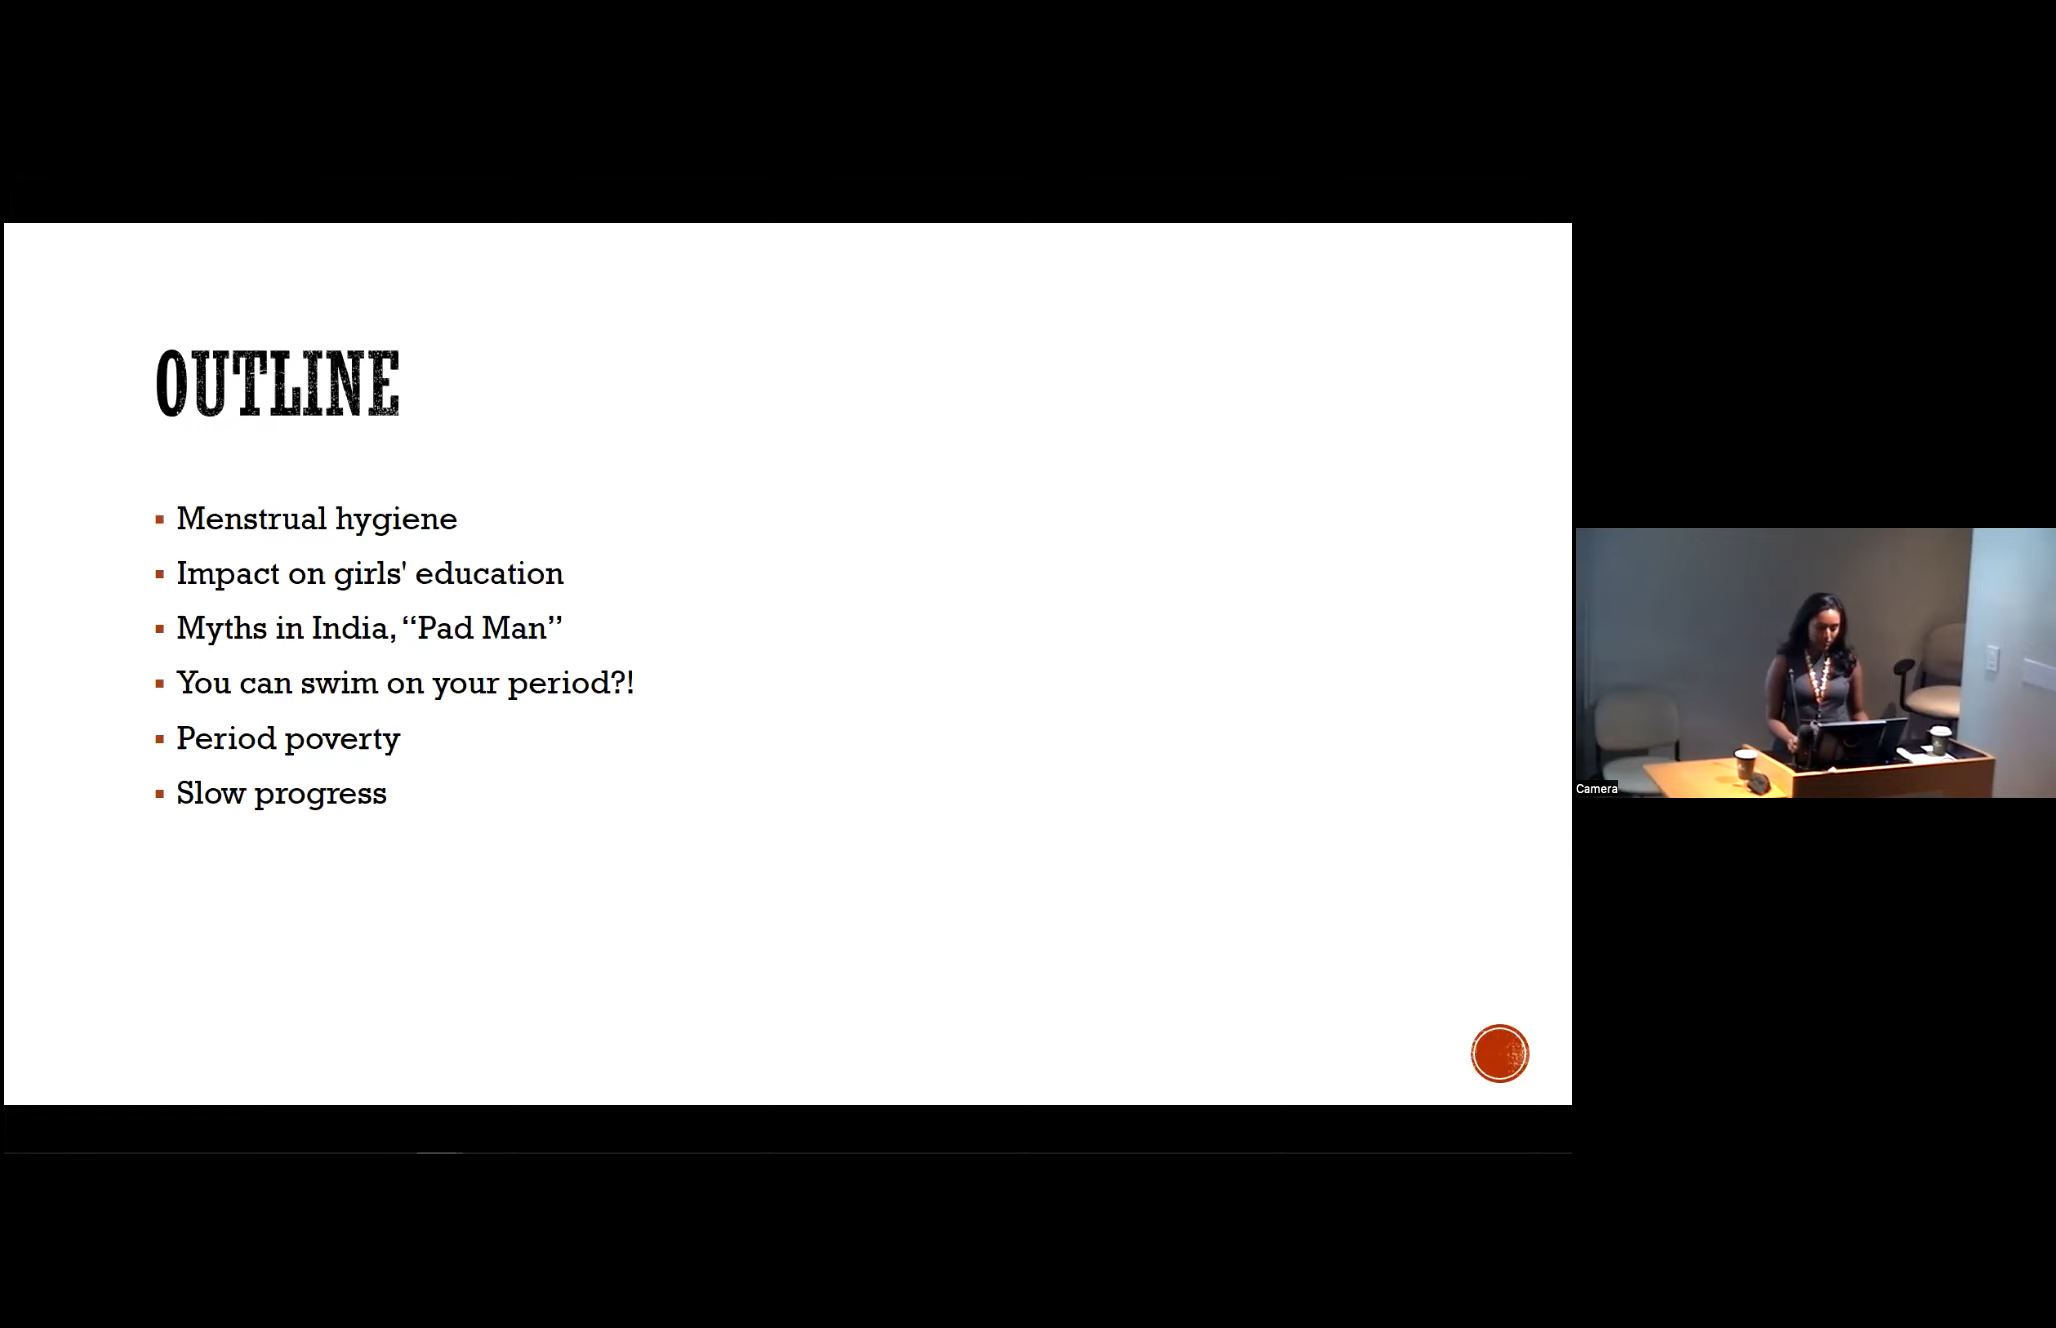 OUTLINE
Menstrual hygiene
Impact on girls' education
Myths in India, “Pad Man”
You can swim on your period?!
Period poverty
Slow progress
Camera